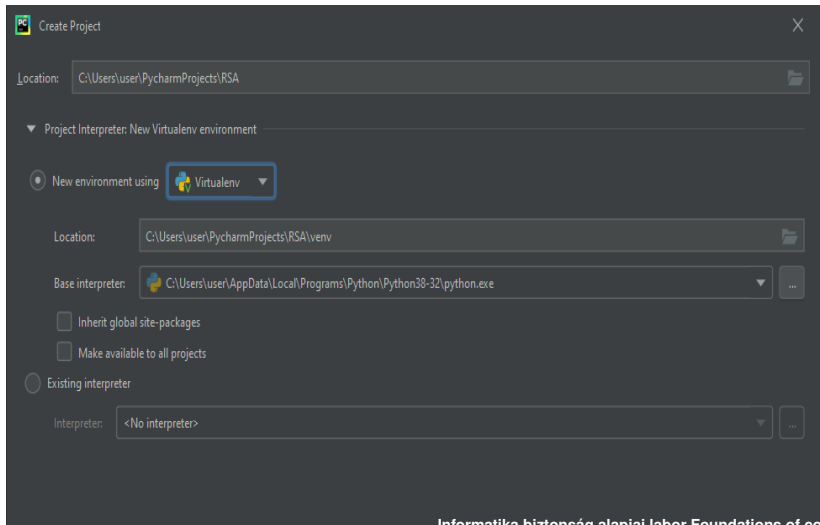 Create Project
Location: C:\Users\user\PycharmProjects\RSA
Project Interpreter: New Virtualenv environment
New environment using Virtualenv
Location: C:\Users\user\PycharmProjects\RSA\venv
Base interpreter: C:\Users\user\AppData\Local\Programs\Python\Python38-32\python.exe ...
Inherit global site-packages
Make available to all projects
Existing interpreter
Interpreter: <No interpreter> ...
Informatika biztonság alapjai labor Foundations of